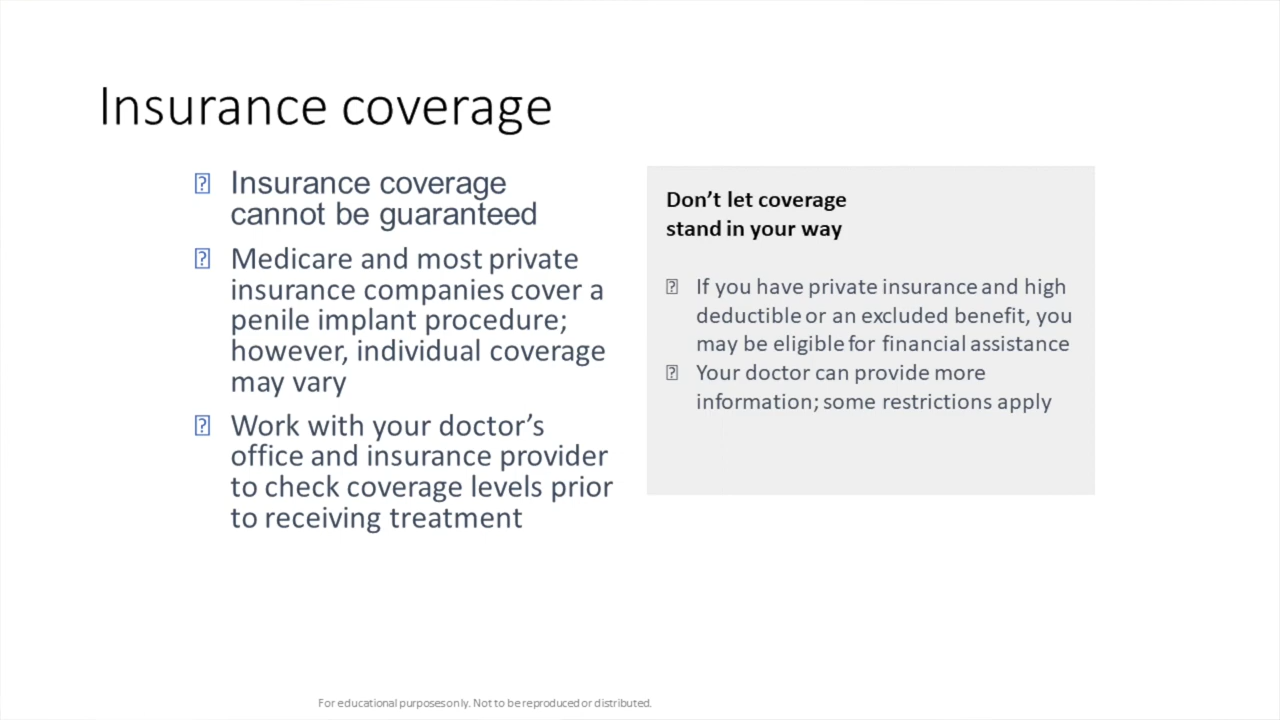 Insurance coverage
Insurance coverage
cannot be guaranteed
Medicare and most private
insurance companies cover a
penile implant procedure;
however, individual coverage
may vary
Work with your doctor’s
office and insurance provider
to check coverage levels prior
to receiving treatment
Don’t let coverage
stand in your way
If you have private insurance and high
deductible or an excluded benefit, you
may be eligible for financial assistance
Your doctor can provide more
information; some restrictions apply
For educational purposes only. Not to be reproduced or distributed.